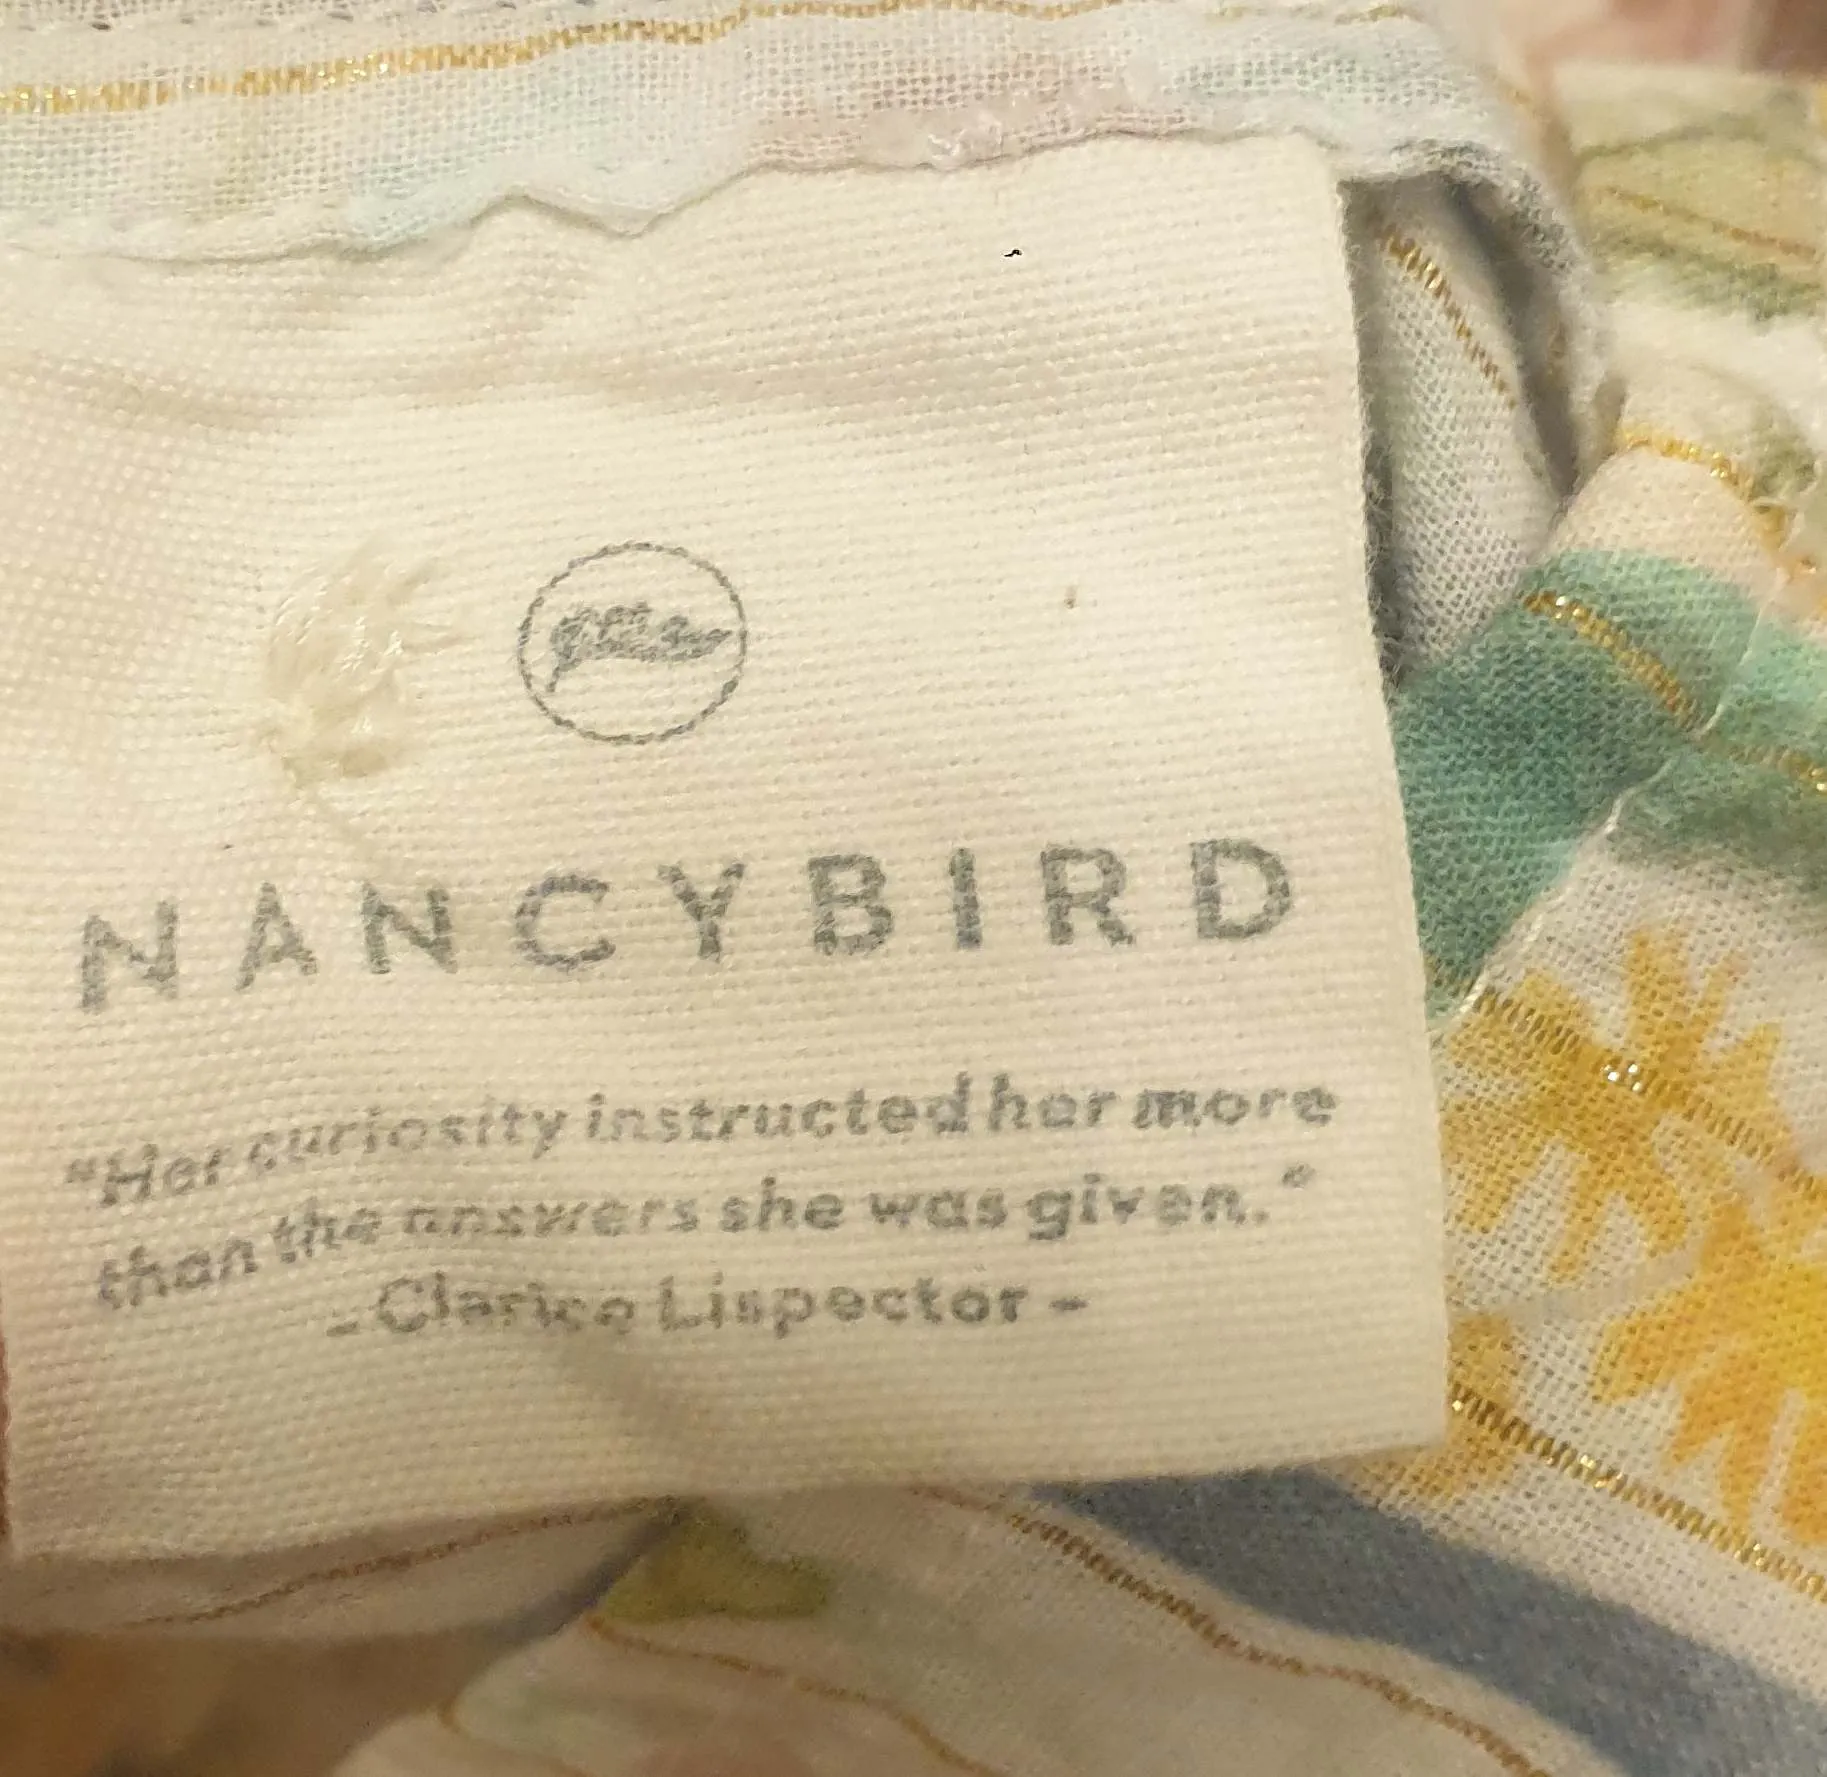 NANCYBIRD
"Her curiosity instructed her more
than the answers she was given."
- Clarice Lispector -